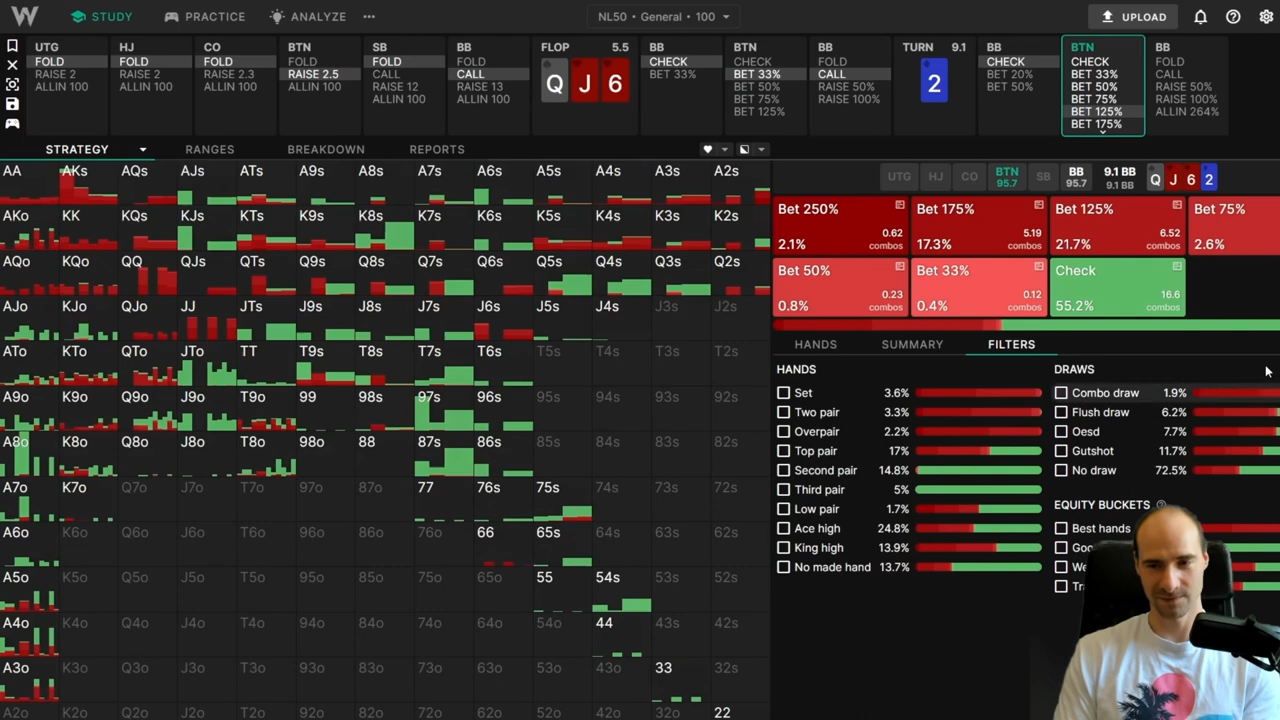 W STUDY PRACTICE ANALYZE ••• NL50 • General • 100 UPLOAD
UTG
FOLD
RAISE 2
ALLIN 100
HJ
FOLD
RAISE 2
ALLIN 100
CO
FOLD
RAISE 2.3
ALLIN 100
BTN
FOLD
RAISE 2.5
ALLIN 100
SB
FOLD
CALL
RAISE 12
ALLIN 100
BB
FOLD
CALL
RAISE 13
ALLIN 100
FLOP 5.5
Q J 6
BB
CHECK
BET 33%
BTN
CHECK
BET 33%
BET 50%
BET 75%
BET 125%
BB
FOLD
CALL
RAISE 50%
RAISE 100%
TURN 9.1
2
BB
CHECK
BET 20%
BET 50%
BTN
CHECK
BET 33%
BET 50%
BET 75%
BET 125%
BET 175%
BB
FOLD
CALL
RAISE 50%
RAISE 100%
ALLIN 264%
STRATEGY RANGES BREAKDOWN REPORTS
AA AKs AQs AJs ATs A9s A8s A7s A6s A5s A4s A3s A2s
AKo KK KQs KJs KTs K9s K8s K7s K6s K5s K4s K3s K2s
AQo KQo QQ QJs QTs Q9s Q8s Q7s Q6s Q5s Q4s Q3s Q2s
AJo KJo QJo JJ JTs J9s J8s J7s J6s J5s J4s J3s J2s
ATo KTo QTo JTo TT T9s T8s T7s T6s T5s T4s T3s T2s
A9o K9o Q9o J9o T9o 99 98s 97s 96s 95s 94s 93s 92s
A8o K8o Q8o J8o T8o 98o 88 87s 86s 85s 84s 83s 82s
A7o K7o Q7o J7o T7o 97o 87o 77 76s 75s 74s 73s 72s
A6o K6o Q6o J6o T6o 96o 86o 76o 66 65s 64s 63s 62s
A5o K5o Q5o J5o T5o 95o 85o 75o 65o 55 54s 53s 52s
A4o K4o Q4o J4o T4o 94o 84o 74o 64o 54o 44 43s 42s
A3o K3o Q3o J3o T3o 93o 83o 73o 63o 53o 43o 33 32s
A2o K2o Q2o J2o T2o 92o 82o 72o 62o 52o 42o 32o 22
UTG HJ CO BTN 95.7 SB BB 95.7 9.1 BB 9.1 BB Q J 6 2
Bet 250%
0.62
2.1% combos
Bet 175%
5.19
17.3% combos
Bet 125%
6.52
21.7% combos
Bet 75%
2.6%
Bet 50%
0.23
0.8% combos
Bet 33%
0.12
0.4% combos
Check
16.6
55.2% combos
HANDS SUMMARY FILTERS
HANDS
Set 3.6%
Two pair 3.3%
Overpair 2.2%
Top pair 17%
Second pair 14.8%
Third pair 5%
Low pair 1.7%
Ace high 24.8%
King high 13.9%
No made hand 13.7%
DRAWS
Combo draw 1.9%
Flush draw 6.2%
Oesd 7.7%
Gutshot 11.7%
No draw 72.5%
EQUITY BUCKETS
Best hands